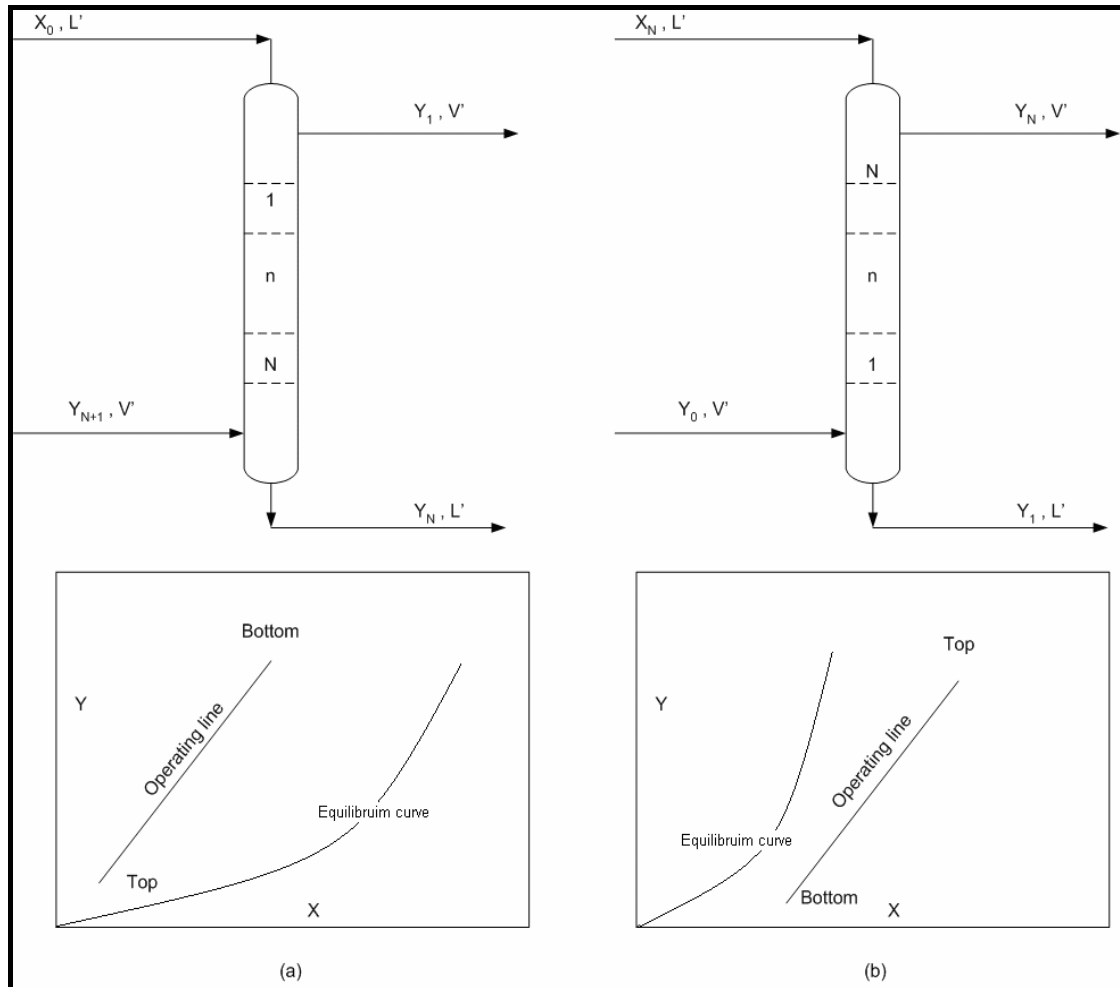 X0 , L'
Y1 , V'
1
n
N
YN+1 , V'
YN , L'
Bottom
Y
Operating line
Equilibruim curve
Top
X
(a)
XN , L'
YN , V'
N
n
1
Y0 , V'
Y1 , L'
Top
Y
Operating line
Equilibruim curve
Bottom
X
(b)